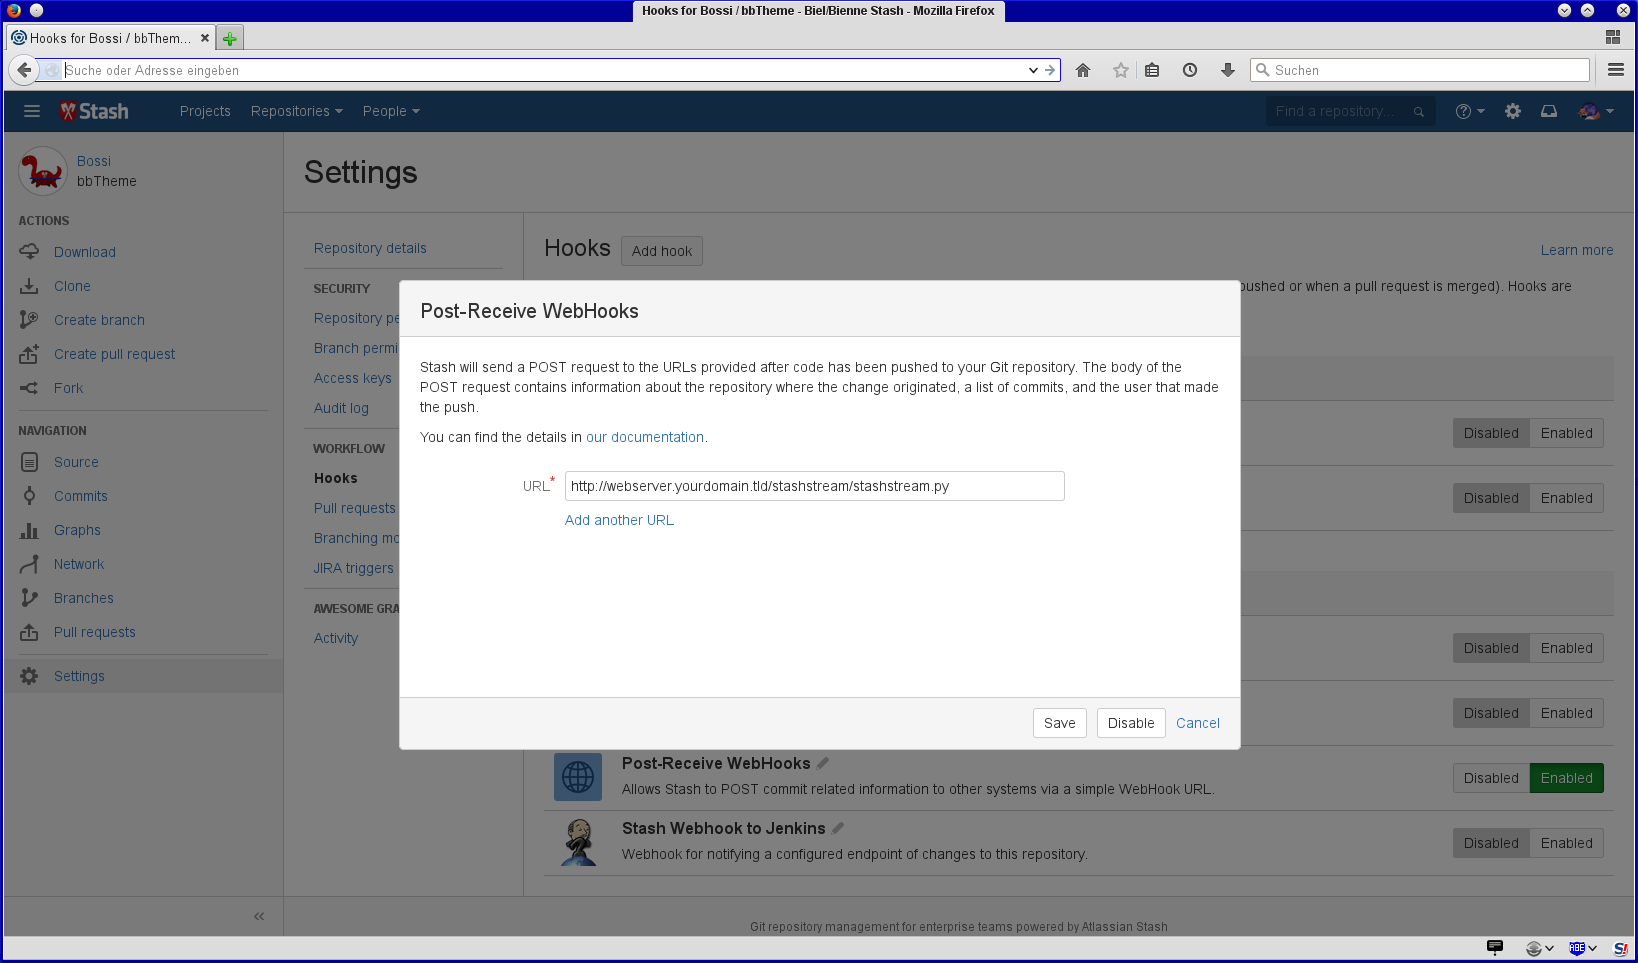 Hooks for Bossi / bbTheme - Biel/Bienne Stash - Mozilla Firefox
Hooks for Bossi / bbThem...
Suche oder Adresse eingeben
Suchen
Stash
Projects
Repositories
People
Find a repository...
Bossi
bbTheme
ACTIONS
Download
Clone
Create branch
Create pull request
Fork
NAVIGATION
Source
Commits
Graphs
Network
Branches
Pull requests
Settings
Settings
Repository details
SECURITY
Repository pe
Branch permi
Access keys
Audit log
WORKFLOW
Hooks
Pull requests
Branching mo
JIRA triggers
AWESOME GRA
Activity
Hooks
Add hook
Learn more
pushed or when a pull request is merged). Hooks are
Post-Receive WebHooks
Stash will send a POST request to the URLs provided after code has been pushed to your Git repository. The body of the
POST request contains information about the repository where the change originated, a list of commits, and the user that made
the push.
You can find the details in our documentation.
URL*
http://webserver.yourdomain.tld/stashstream/stashstream.py
Add another URL
Save
Disable
Cancel
Disabled Enabled
Disabled Enabled
Disabled Enabled
Disabled Enabled
Post-Receive WebHooks
Allows Stash to POST commit related information to other systems via a simple WebHook URL.
Disabled Enabled
Stash Webhook to Jenkins
Webhook for notifying a configured endpoint of changes to this repository.
Disabled Enabled
Git repository management for enterprise teams powered by Atlassian Stash
ABE
S!